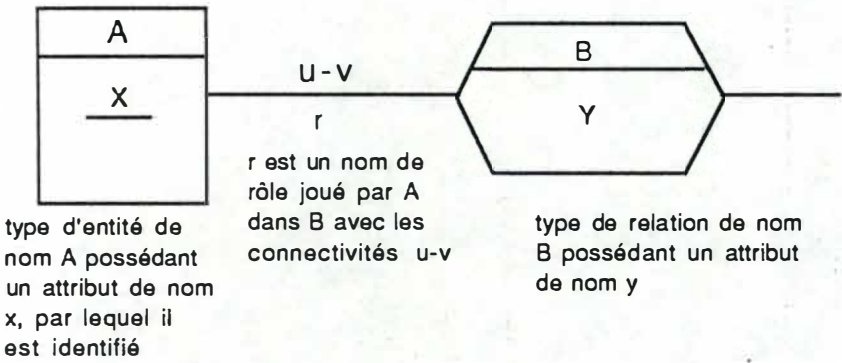 A
X
u-v
r
B
Y
r est un nom de
rôle joué par A
dans B avec les
connectivités u-v
type d'entité de
nom A possédant
un attribut de nom
x, par lequel il
est identifié
type de relation de nom
B possédant un attribut
de nom y